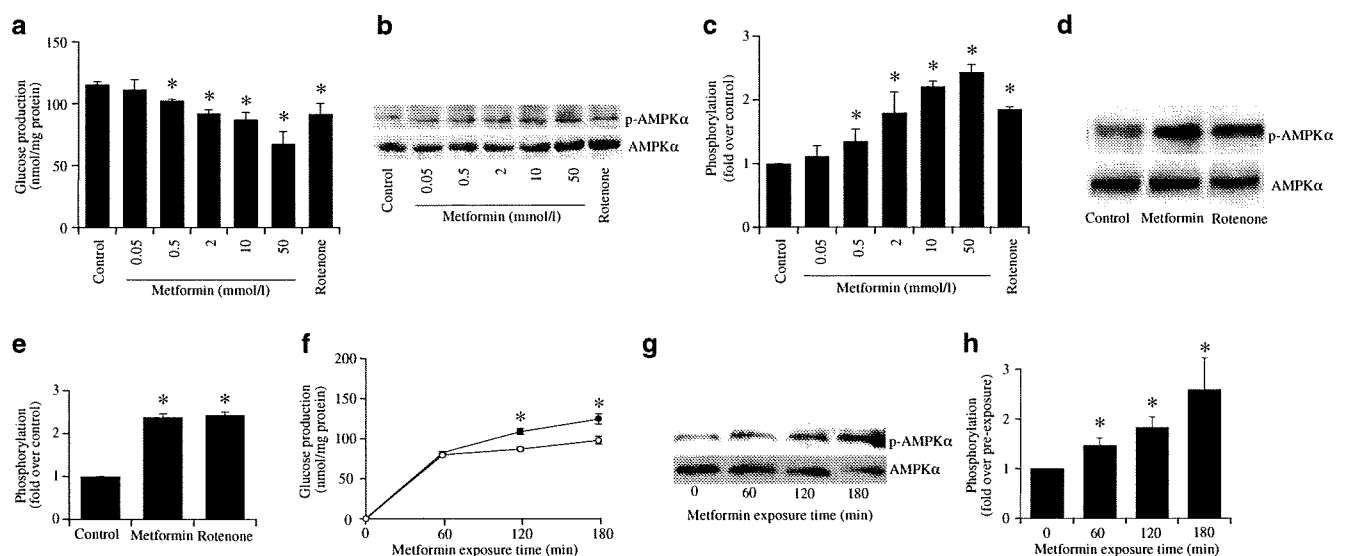 a
150
100
50
0
Glucose production
(nmol/mg protein)
* * * * *
Control
0.05
0.5
2
10
50
Rotenone
Metformin (mmol/l)
b
p-AMPKα
AMPKα
Control
0.05
0.5
2
10
50
Rotenone
Metformin (mmol/l)
c
3
2
1
0
Phosphorylation
(fold over control)
* * * * *
Control
0.05
0.5
2
10
50
Rotenone
Metformin (mmol/l)
d
p-AMPKα
AMPKα
Control Metformin Rotenone
e
3
2
1
0
Phosphorylation
(fold over control)
* *
Control Metformin Rotenone
f
200
150
100
50
0
Glucose production
(nmol/mg protein)
* *
0 60 120 180
Metformin exposure time (min)
g
p-AMPKα
AMPKα
0 60 120 180
Metformin exposure time (min)
h
3
2
1
0
Phosphorylation
(fold over pre-exposure)
* * *
0 60 120 180
Metformin exposure time (min)